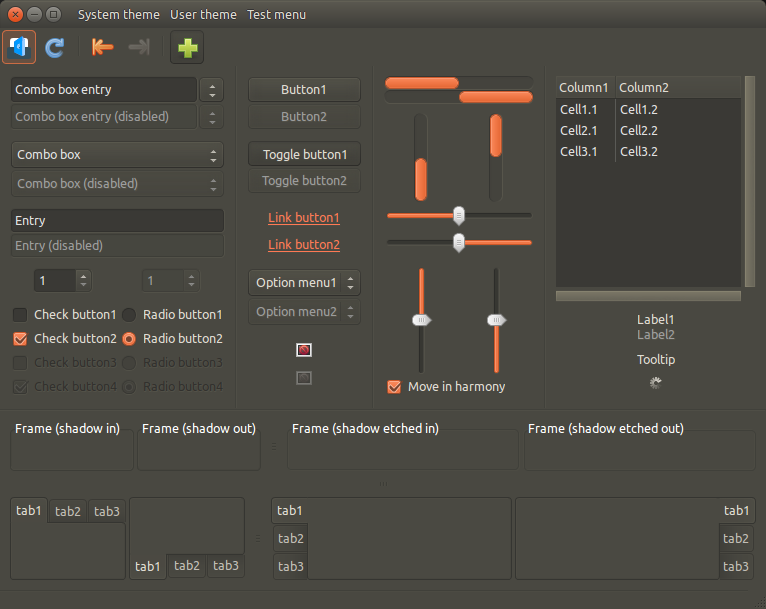 System theme User theme Test menu
Combo box entry
Combo box entry (disabled)
Combo box
Combo box (disabled)
Entry
Entry (disabled)
1 1
Check button1 Radio button1
Check button2 Radio button2
Check button3 Radio button3
Check button4 Radio button4
Button1
Button2
Toggle button1
Toggle button2
Link button1
Link button2
Option menu1
Option menu2
Move in harmony
Column1 Column2
Cell1.1 Cell1.2
Cell2.1 Cell2.2
Cell3.1 Cell3.2
Label1
Label2
Tooltip
Frame (shadow in) Frame (shadow out) Frame (shadow etched in) Frame (shadow etched out)
tab1 tab2 tab3
tab1 tab2 tab3
tab1
tab2
tab3
tab1
tab2
tab3